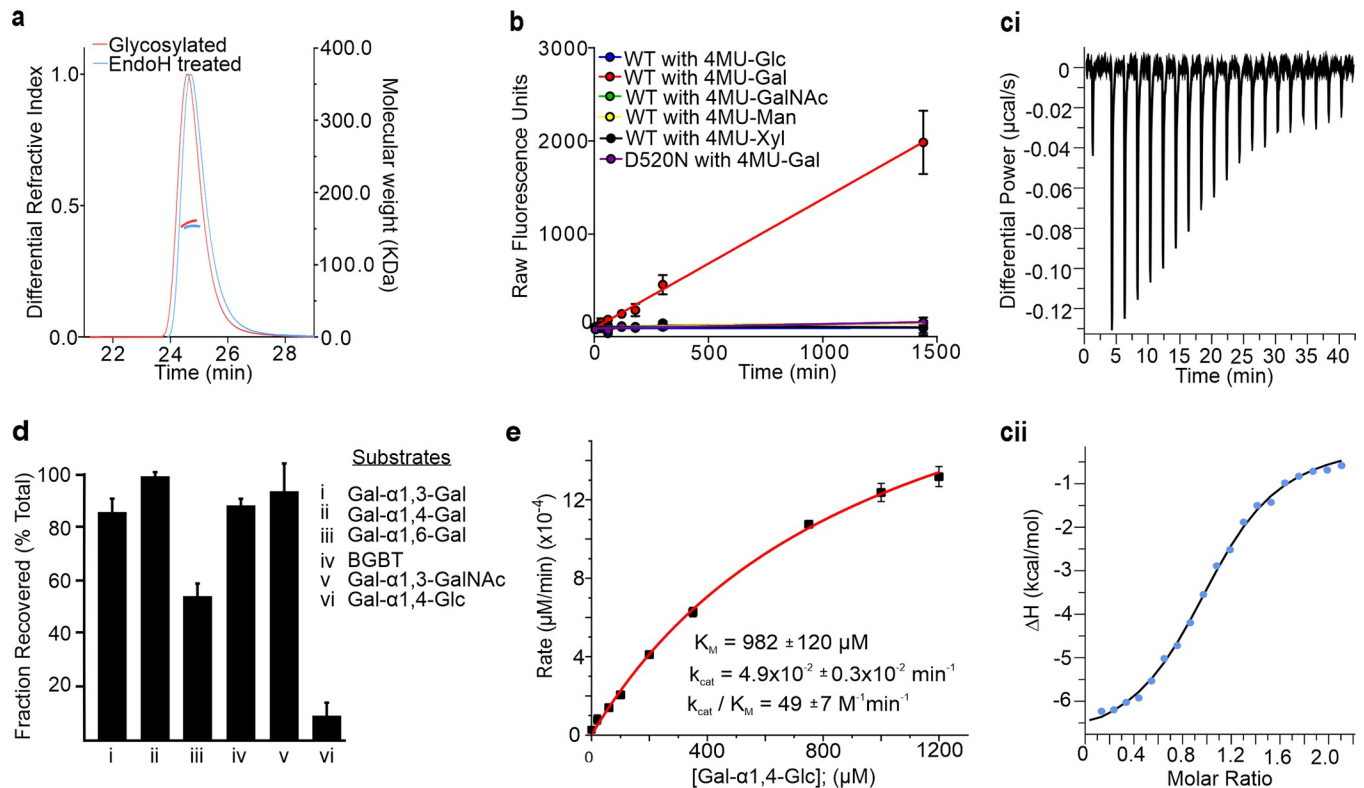 a
Glycosylated
EndoH treated
Differential Refractive Index
1.0
0.5
0.0
400.0
300.0
200.0
100.0
0.0
Molecular weight (KDa)
22 24 26 28
Time (min)
b
Raw Fluorescence Units
3000
2000
1000
0
WT with 4MU-Glc
WT with 4MU-Gal
WT with 4MU-GalNAc
WT with 4MU-Man
WT with 4MU-Xyl
D520N with 4MU-Gal
0 500 1000 1500
Time (min)
ci
Differential Power (µcal/s)
0
-0.02
-0.04
-0.06
-0.08
-0.10
-0.12
0 5 10 15 20 25 30 35 40
Time (min)
d
Fraction Recovered (% Total)
100
80
60
40
20
i ii iii iv v vi
Substrates
i Gal-α1,3-Gal
ii Gal-α1,4-Gal
iii Gal-α1,6-Gal
iv BGBT
v Gal-α1,3-GalNAc
vi Gal-α1,4-Glc
e
Rate (µM/min) (x10-4)
12
8
4
0
KM = 982 ±120 µM
kcat = 4.9x10-2 ±0.3x10-2 min-1
kcat / KM = 49 ±7 M-1min-1
0 400 800 1200
[Gal-α1,4-Glc]; (µM)
cii
ΔH (kcal/mol)
-1
-2
-3
-4
-5
-6
0 0.4 0.8 1.2 1.6 2.0
Molar Ratio